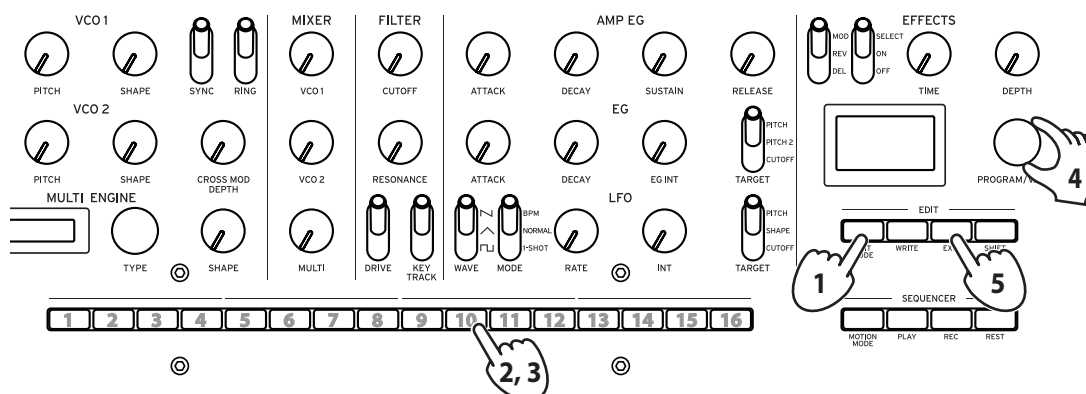 VCO 1 MIXER FILTER AMP EG EFFECTS
MOD SELECT
REV ON
DEL OFF
PITCH SHAPE SYNC RING VCO 1 CUTOFF ATTACK DECAY SUSTAIN RELEASE TIME DEPTH
VCO 2 EG
PITCH
PITCH 2
CUTOFF
PITCH SHAPE CROSS MOD DEPTH VCO 2 RESONANCE ATTACK DECAY EG INT TARGET PROGRAM/
4
MULTI ENGINE LFO
BPM PITCH
NORMAL SHAPE
1-SHOT CUTOFF
TYPE SHAPE MULTI DRIVE KEY TRACK WAVE MODE RATE INT TARGET
EDIT
WRITE SHIFT
1 5
SEQUENCER
1 2 3 4 5 6 7 8 9 10 11 12 13 14 15 16
MOTION MODE PLAY REC REST
2, 3